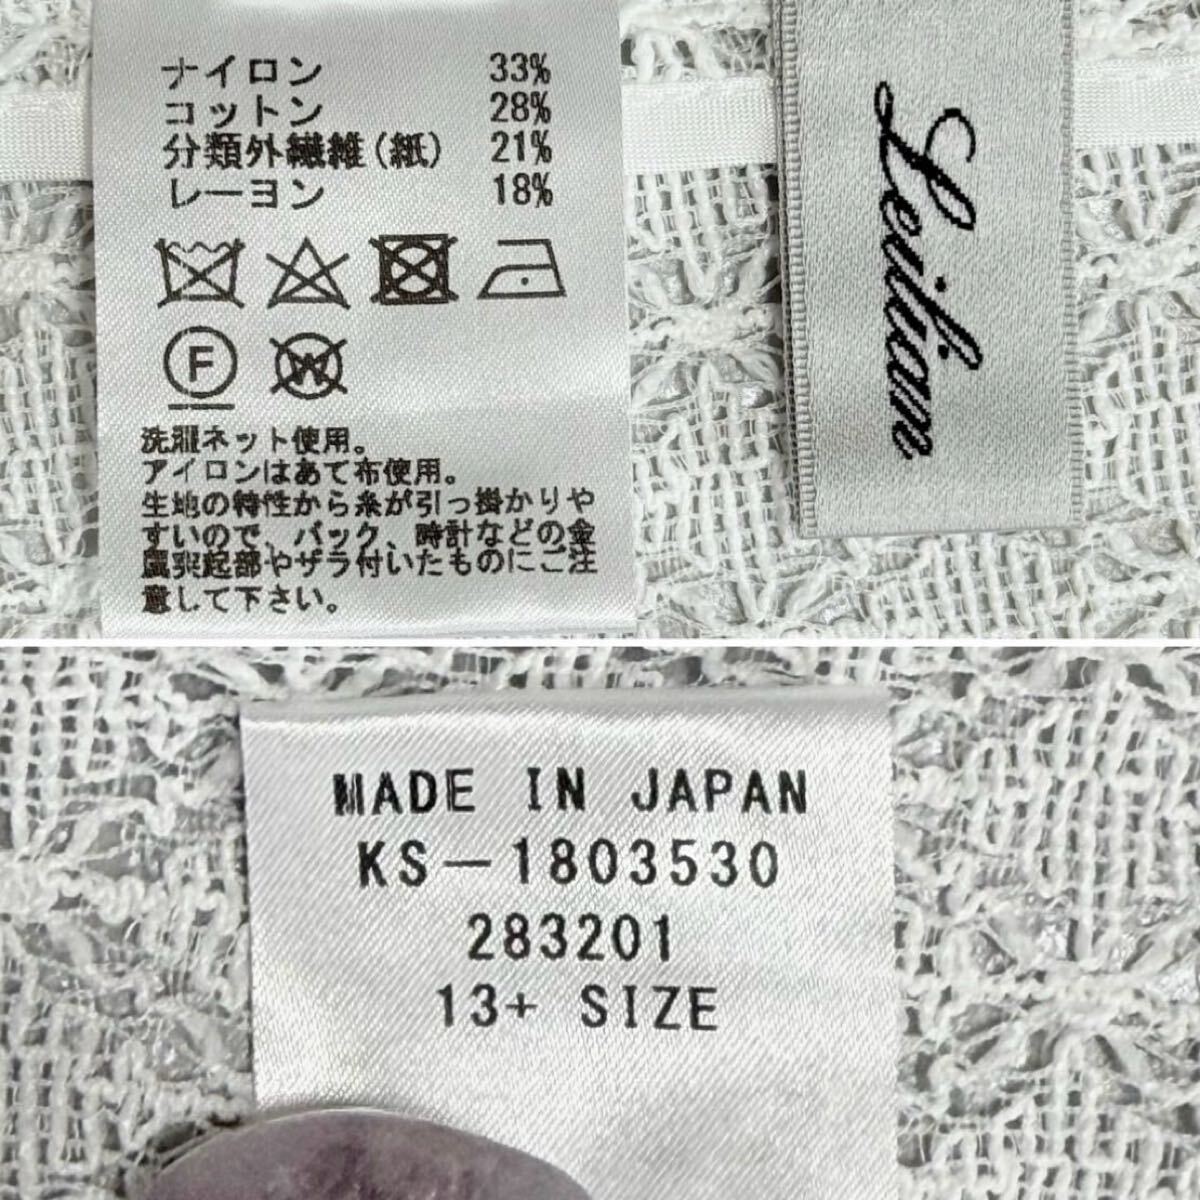 ナイロン 33%
コットン 28%
分類外繊維(紙) 21%
レーヨン 18%
F
W
洗濯ネット使用。
アイロンはあて布使用。
生地の特性から糸が引っ掛かりや
すいので、バック、時計などの金
属突起部やザラ付いたものにご注
意して下さい。
Leilian
MADE IN JAPAN
KS-1803530
283201
13+ SIZE